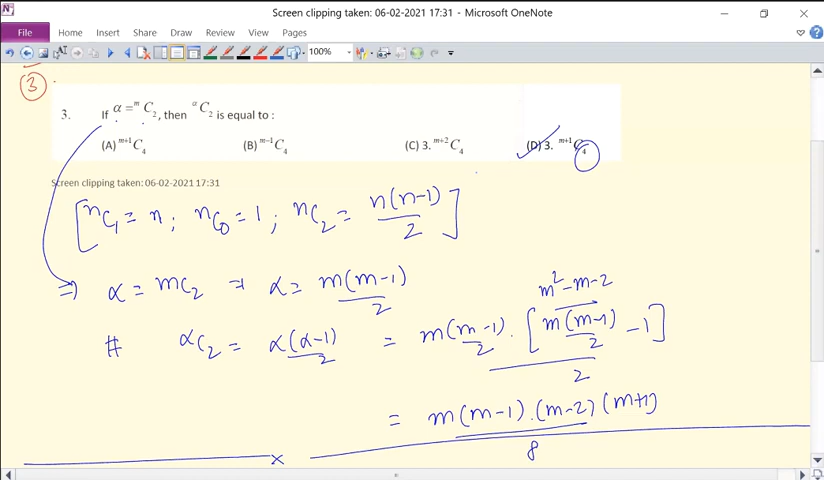 Screen clipping taken: 06-02-2021 17:31 - Microsoft OneNote
File Home Insert Share Draw Review View Pages
100%
③
3. If α = ᵐC₂, then ᵅC₂ is equal to :
(A) ᵐ⁺¹C₄ (B) ᵐ⁻¹C₄ (C) 3. ᵐ⁺²C₄ (D) 3. ᵐ⁺¹C₄
Screen clipping taken: 06-02-2021 17:31
[nC₁ = n; nC₀ = 1; nC₂ = n(n-1)/2]
⇒ α = mC₂ ⇒ α = m(m-1)/2
m²-m-2
# αC₂ = α(α-1)/2 = m(m-1)/2 · [m(m-1)/2 - 1]/2
= m(m-1).(m-2)(m+1)/8